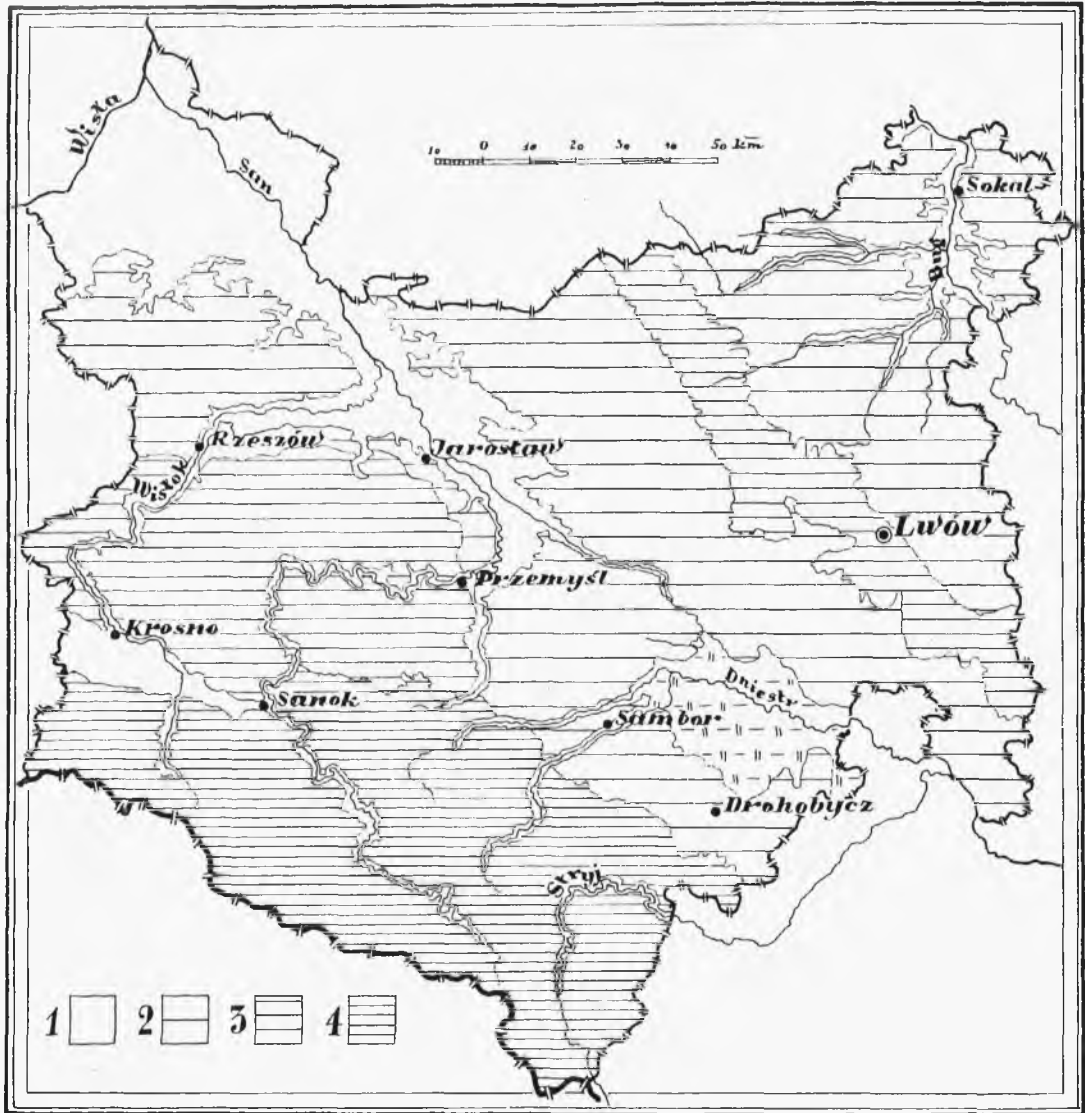 Wisła
San
10 0 10 20 30 40 50 km
Sokal
Bug
Rzeszów
Jarosław
Wisłok
Lwów
Przemyśl
Krosno
Sanok
Dniestr
Sambor
Drohobycz
Stryj
1 2 3 4